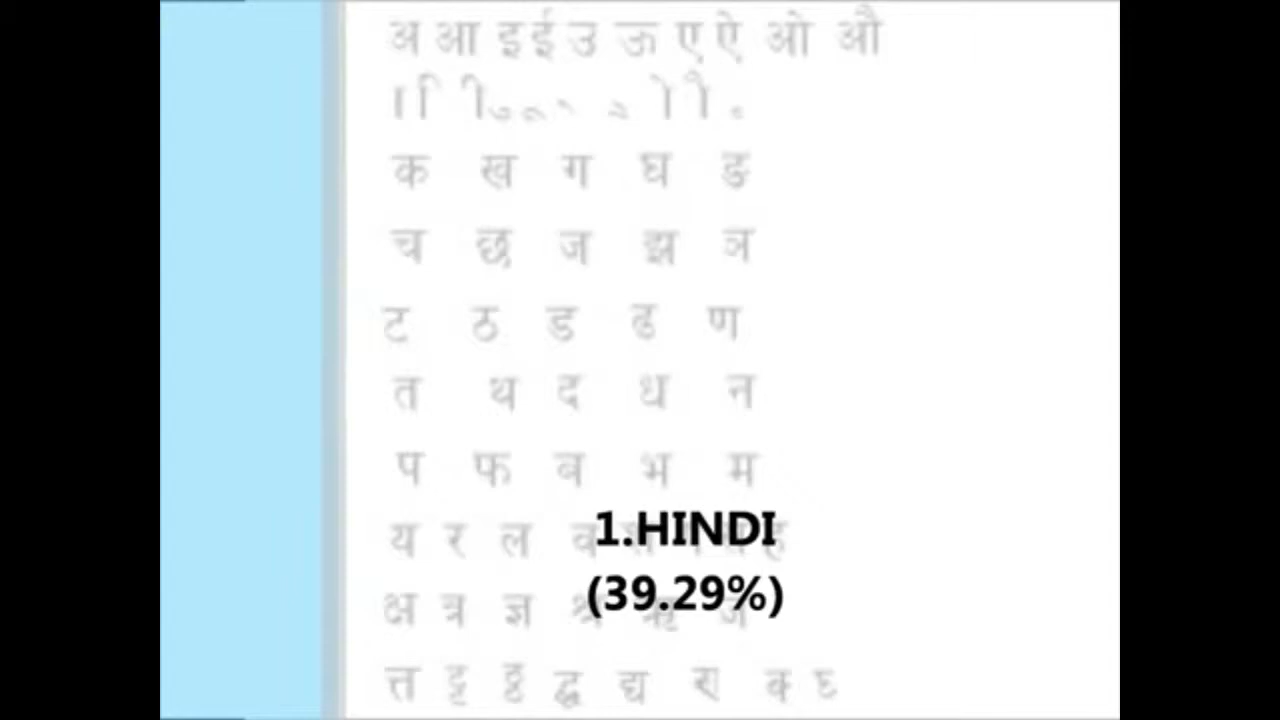 अ आ इ ई उ ऊ ए ऐ ओ औ
ा ि ी ु ू ृ े ो ौ
क ख ग घ ङ
च छ ज झ ञ
ट ठ ड ढ ण
त थ द ध न
प फ ब भ म
य र ल व ह
1.HINDI
(39.29%)
क्ष त्र ज्ञ श्र ऋ
त्त द्ध द्य